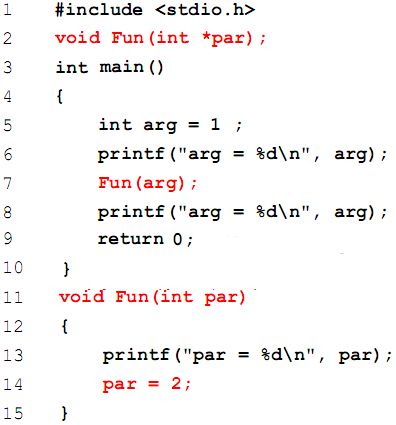 1 #include <stdio.h>
2 void Fun(int *par);
3 int main()
4 {
5 int arg = 1 ;
6 printf("arg = %d\n", arg);
7 Fun(arg);
8 printf("arg = %d\n", arg);
9 return 0;
10 }
11 void Fun(int par)
12 {
13 printf("par = %d\n", par);
14 par = 2;
15 }